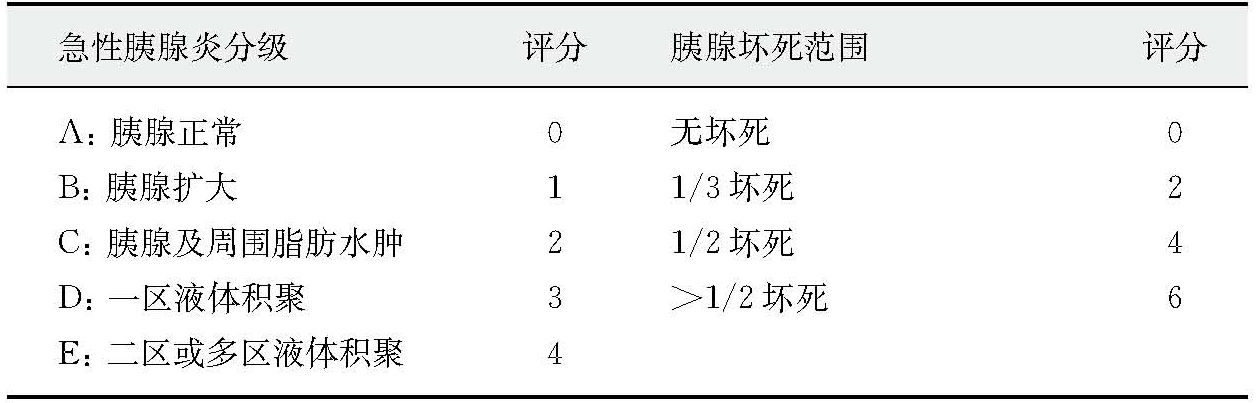 急性胰腺炎分级 评分 胰腺坏死范围 评分
A: 胰腺正常 0 无坏死 0
B: 胰腺扩大 1 1/3坏死 2
C: 胰腺及周围脂肪水肿 2 1/2坏死 4
D: 一区液体积聚 3 >1/2坏死 6
E: 二区或多区液体积聚 4